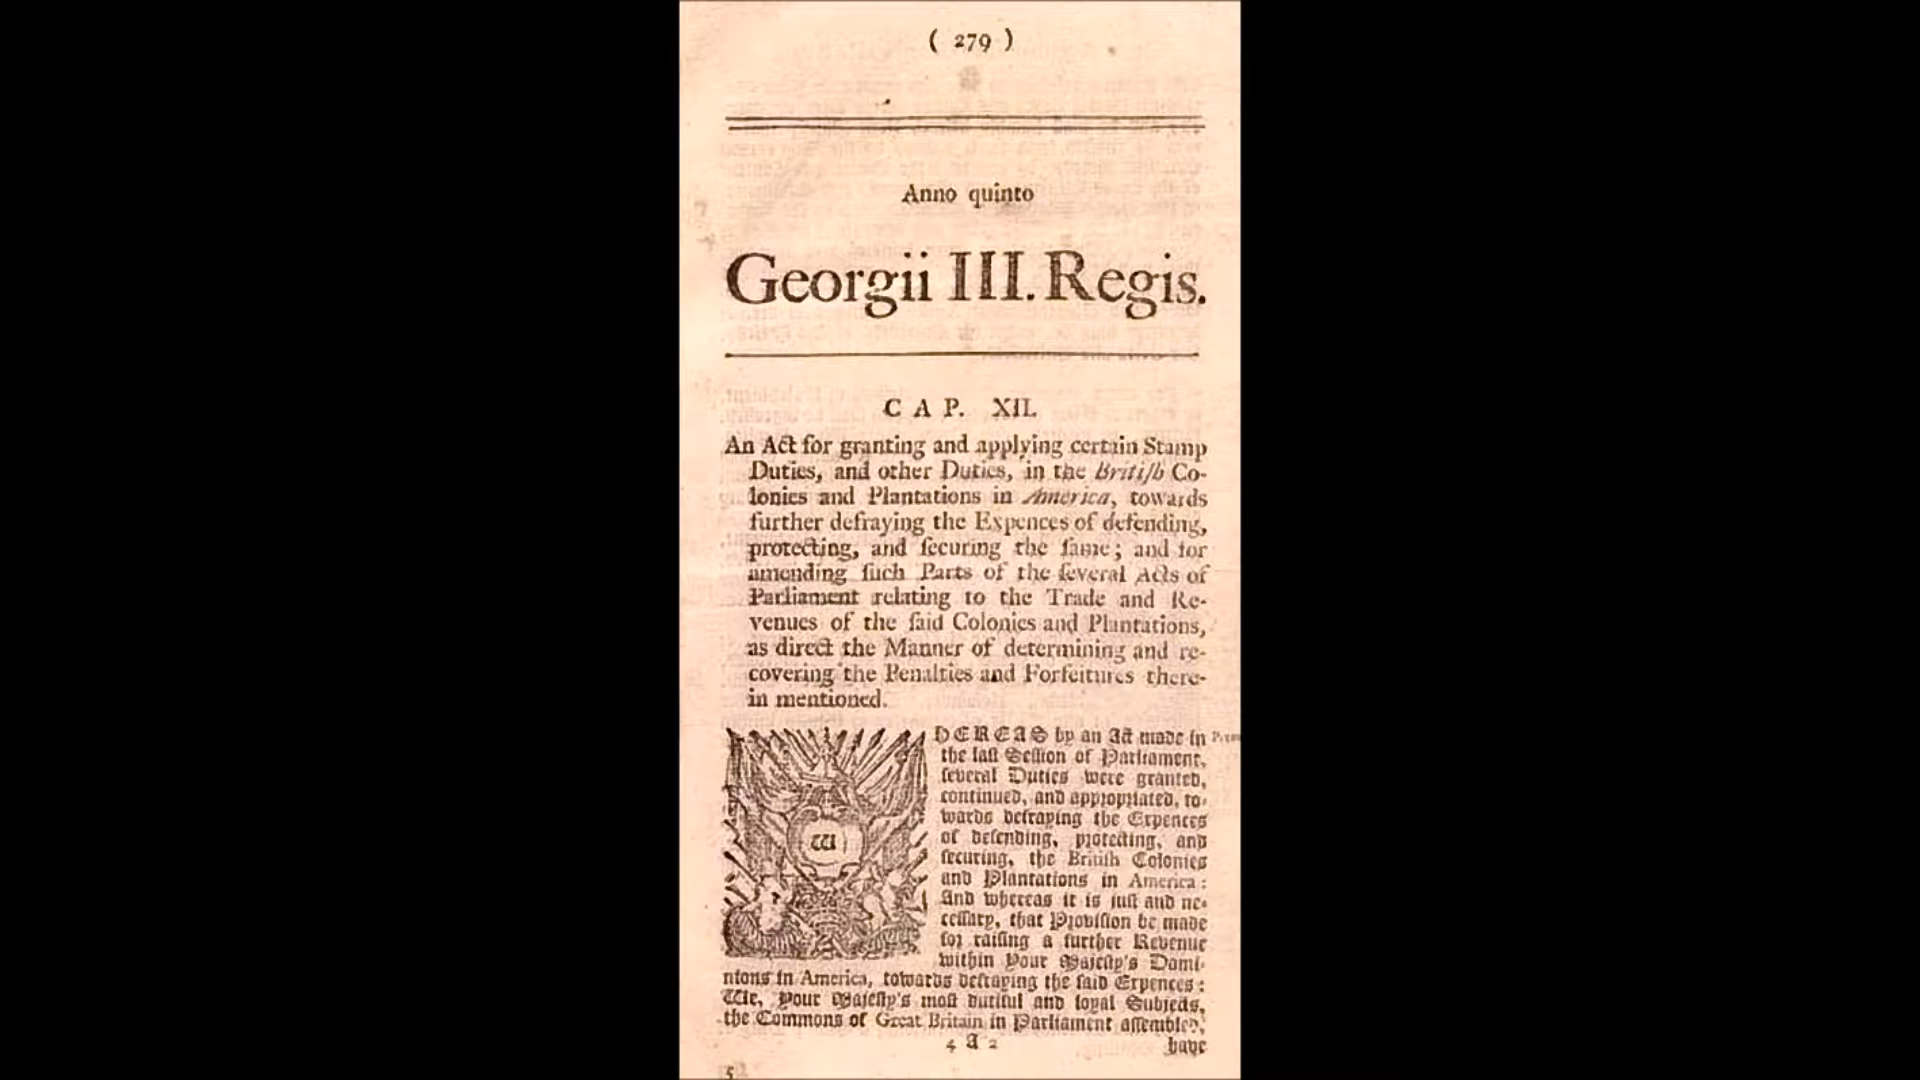 ( 279 )
Anno quinto
Georgii III. Regis.
CAP. XII.
An Act for granting and applying certain Stamp
Duties, and other Duties, in the Britiſh Co-
lonies and Plantations in America, towards
further defraying the Expences of defending,
protecting, and ſecuring the ſame; and for
amending ſuch Parts of the ſeveral Acts of
Parliament relating to the Trade and Re-
venues of the ſaid Colonies and Plantations,
as direct the Manner of determining and re-
covering the Penalties and Forfeitures there-
in mentioned.
WHEREAS by an Act made in
the laſt Seſſion of Parliament,
ſeveral Duties were granted,
continued, and appropriated, to-
wards defraying the Expences
of defending, protecting, and
ſecuring, the Britiſh Colonies
and Plantations in America:
And whereas it is juſt and ne-
ceſſary, that Proviſion be made
for raiſing a further Revenue
within Your Majeſty's Domi-
nions in America, towards defraying the ſaid Expences:
We, Your Majeſty's moſt dutiful and loyal Subjects,
the Commons of Great Britain in Parliament aſſembled,
4 A 2 have
5